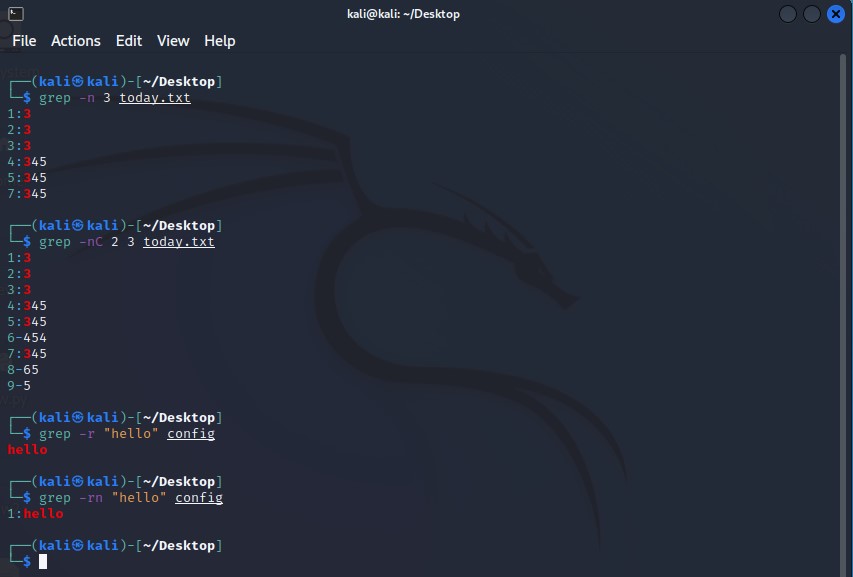 kali@kali: ~/Desktop
File Actions Edit View Help
┌──(kali㉿kali)-[~/Desktop]
└─$ grep -n 3 today.txt
1:3
2:3
3:3
4:345
5:345
7:345
┌──(kali㉿kali)-[~/Desktop]
└─$ grep -nC 2 3 today.txt
1:3
2:3
3:3
4:345
5:345
6-454
7:345
8-65
9-5
┌──(kali㉿kali)-[~/Desktop]
└─$ grep -r "hello" config
hello
┌──(kali㉿kali)-[~/Desktop]
└─$ grep -rn "hello" config
1:hello
┌──(kali㉿kali)-[~/Desktop]
└─$